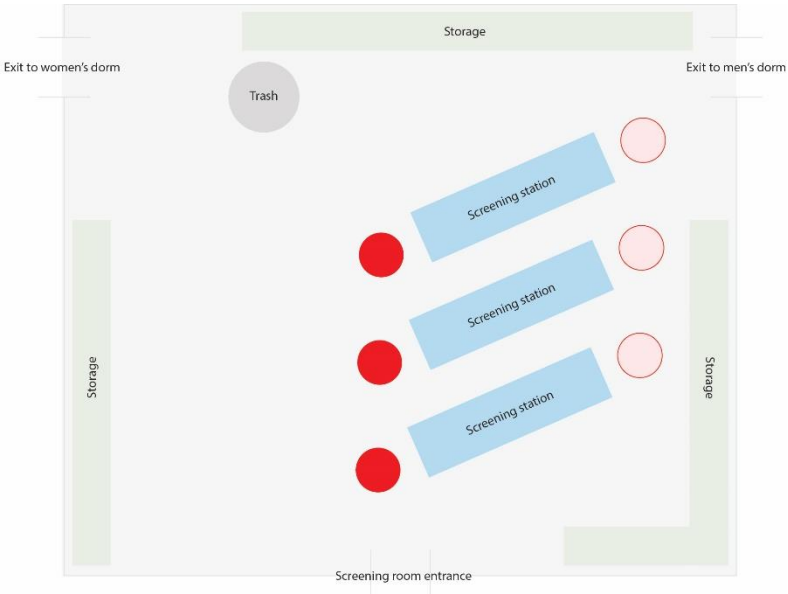 Storage
Exit to women's dorm
Exit to men's dorm
Trash
Screening station
Screening station
Storage
Storage
Screening station
Screening room entrance